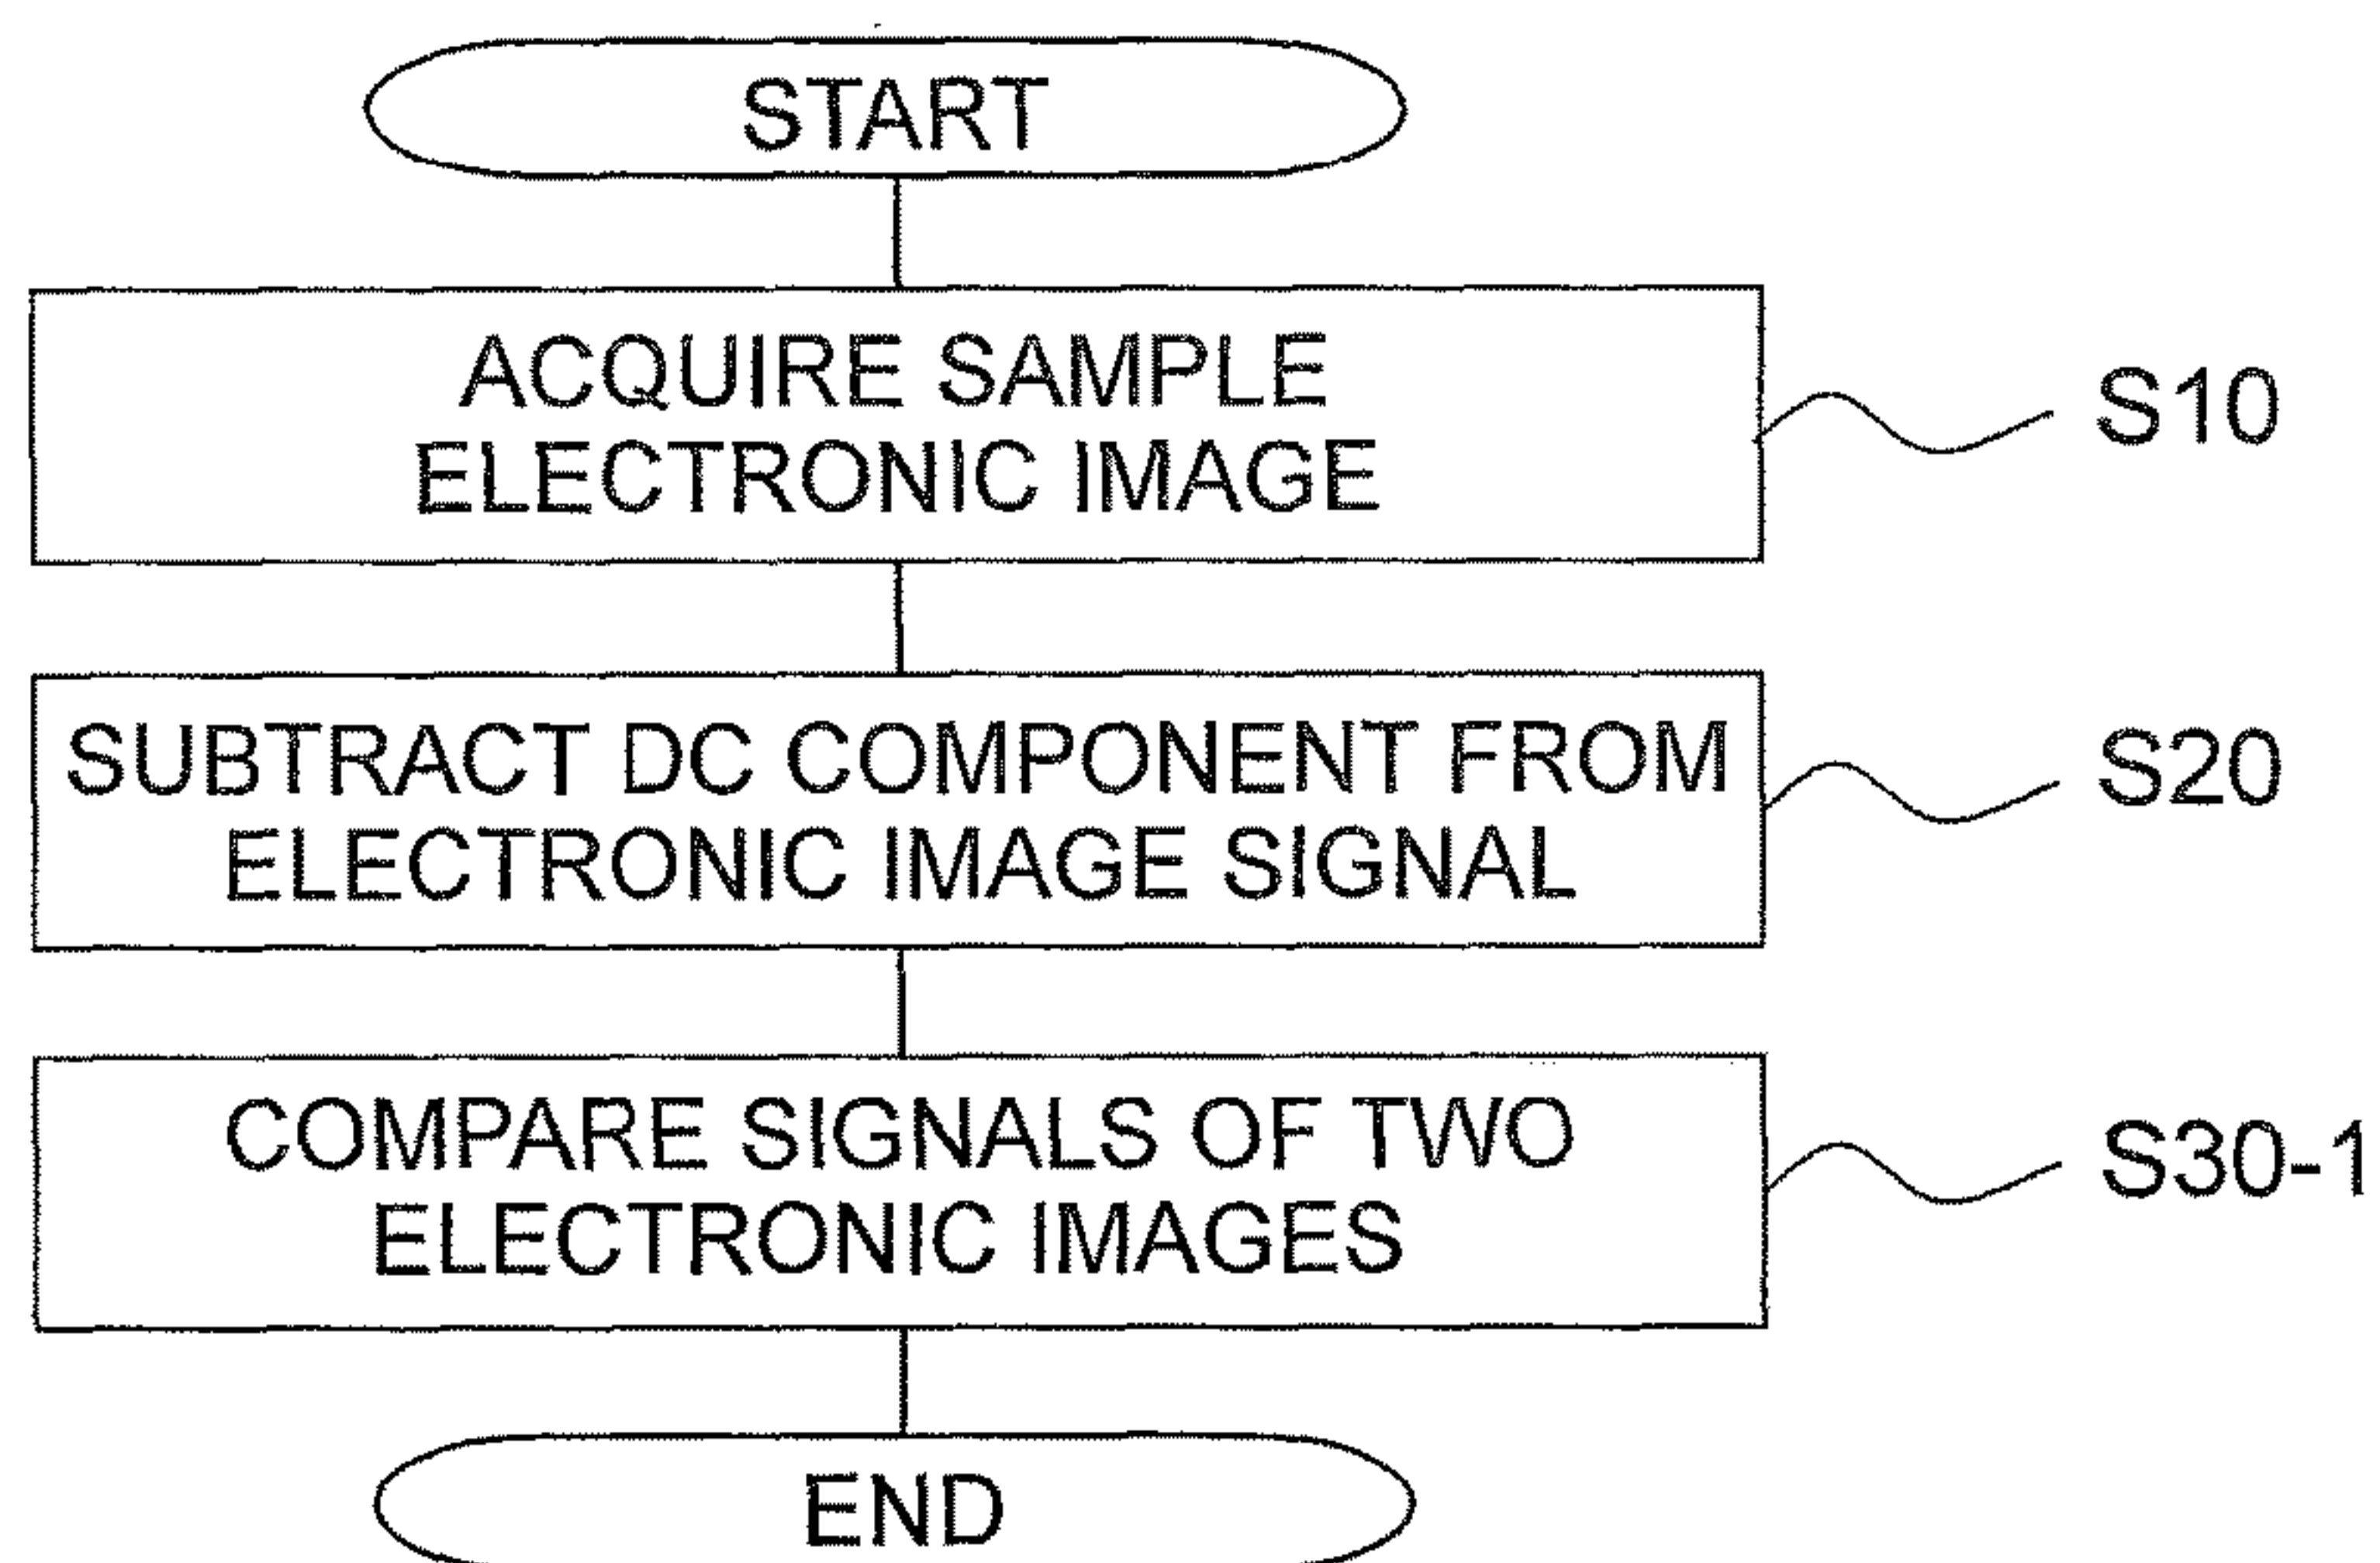 START
ACQUIRE SAMPLE
ELECTRONIC IMAGE
S10
SUBTRACT DC COMPONENT FROM
ELECTRONIC IMAGE SIGNAL
S20
COMPARE SIGNALS OF TWO
ELECTRONIC IMAGES
S30-1
END